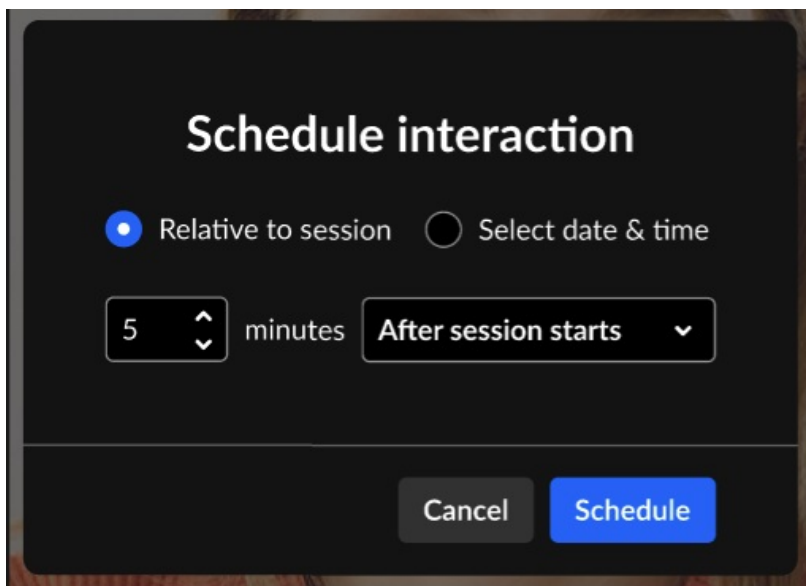 Schedule interaction
Relative to session Select date & time
5 minutes After session starts
Cancel Schedule